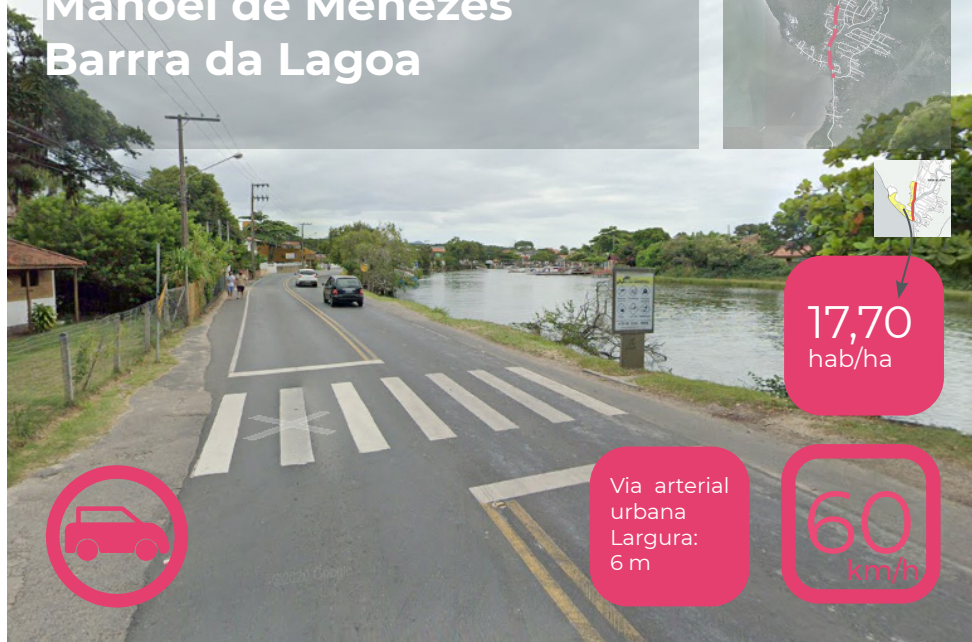 Manoel de Menezes
Barrra da Lagoa
17,70
hab/ha
Via arterial
urbana
Largura:
6 m
60
km/h